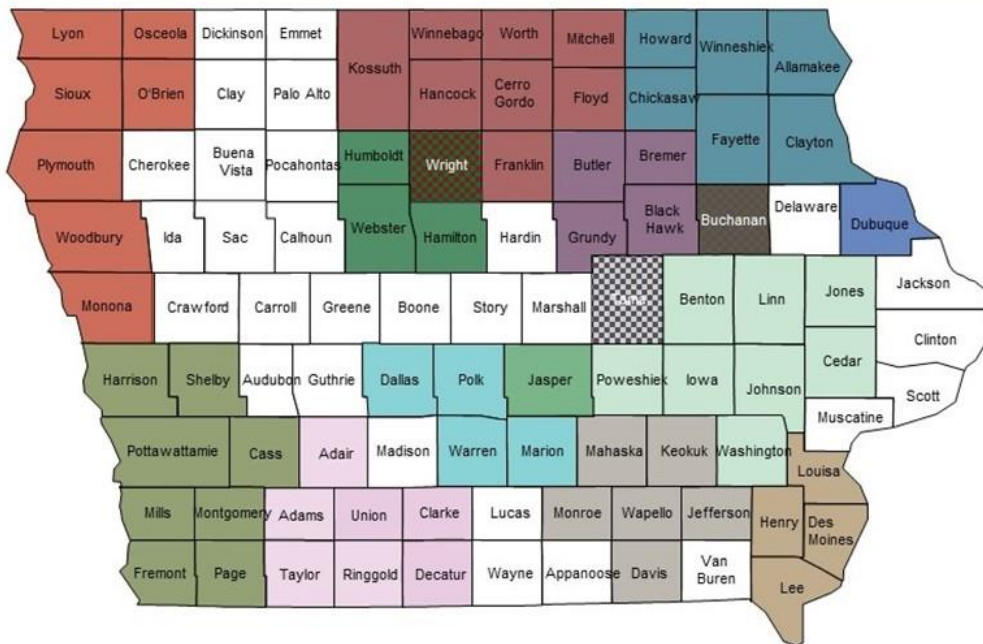 Lyon Osceola Dickinson Emmet Winnebago Worth Mitchell Howard Winneshiek Allamakee
Kossuth
Sioux O'Brien Clay Palo Alto Hancock Cerro Gordo Floyd Chickasaw
Fayette Clayton
Plymouth Cherokee Buena Vista Pocahontas Humboldt Wright Franklin Butler Bremer
Woodbury Ida Sac Calhoun Webster Hamilton Hardin Grundy Black Hawk Buchanan Delaware Dubuque
Monona Crawford Carroll Greene Boone Story Marshall Benton Linn Jones Jackson
Clinton
Harrison Shelby Audubon Guthrie Dallas Polk Jasper Poweshiek Iowa Johnson Cedar Scott
Muscatine
Pottawattamie Cass Adair Madison Warren Marion Mahaska Keokuk Washington Louisa
Mills Montgomery Adams Union Clarke Lucas Monroe Wapello Jefferson Henry Des Moines
Fremont Page Taylor Ringgold Decatur Wayne Appanoose Davis Van Buren Lee